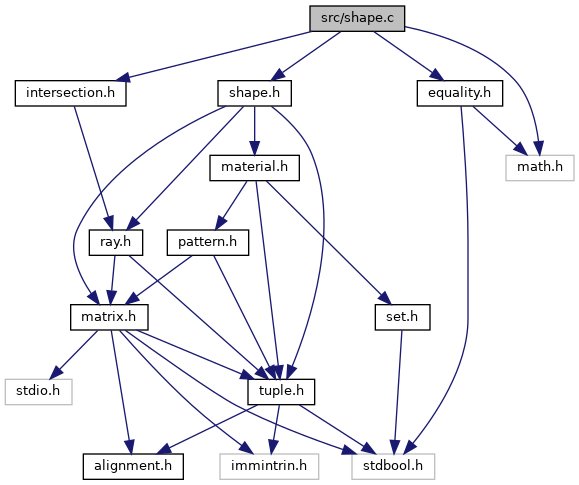 src/shape.c
intersection.h
shape.h
equality.h
material.h
math.h
ray.h
pattern.h
matrix.h
set.h
stdio.h
tuple.h
alignment.h
immintrin.h
stdbool.h